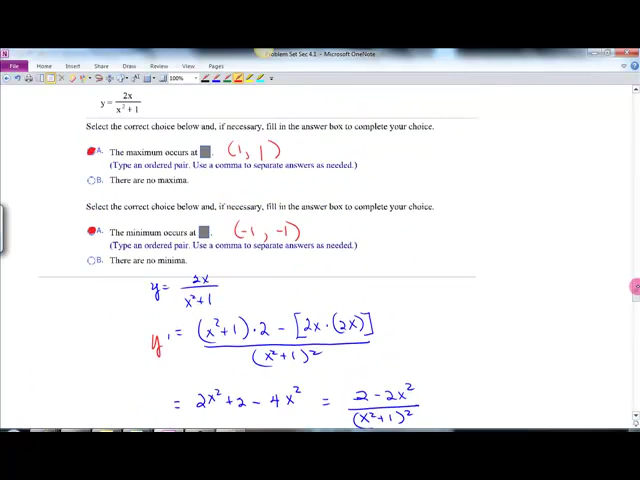 Problem Set Sec 4.1 - Microsoft OneNote
File Home Insert Share Draw Review View
100%
y = 2x / x² + 1
Select the correct choice below and, if necessary, fill in the answer box to complete your choice.
A. The maximum occurs at . (1, 1)
(Type an ordered pair. Use a comma to separate answers as needed.)
B. There are no maxima.
Select the correct choice below and, if necessary, fill in the answer box to complete your choice.
A. The minimum occurs at . (-1, -1)
(Type an ordered pair. Use a comma to separate answers as needed.)
B. There are no minima.
y = 2x / x²+1
y' = (x²+1)·2 - [2x·(2x)] / (x²+1)²
= 2x² + 2 - 4x² = 2 - 2x² / (x²+1)²